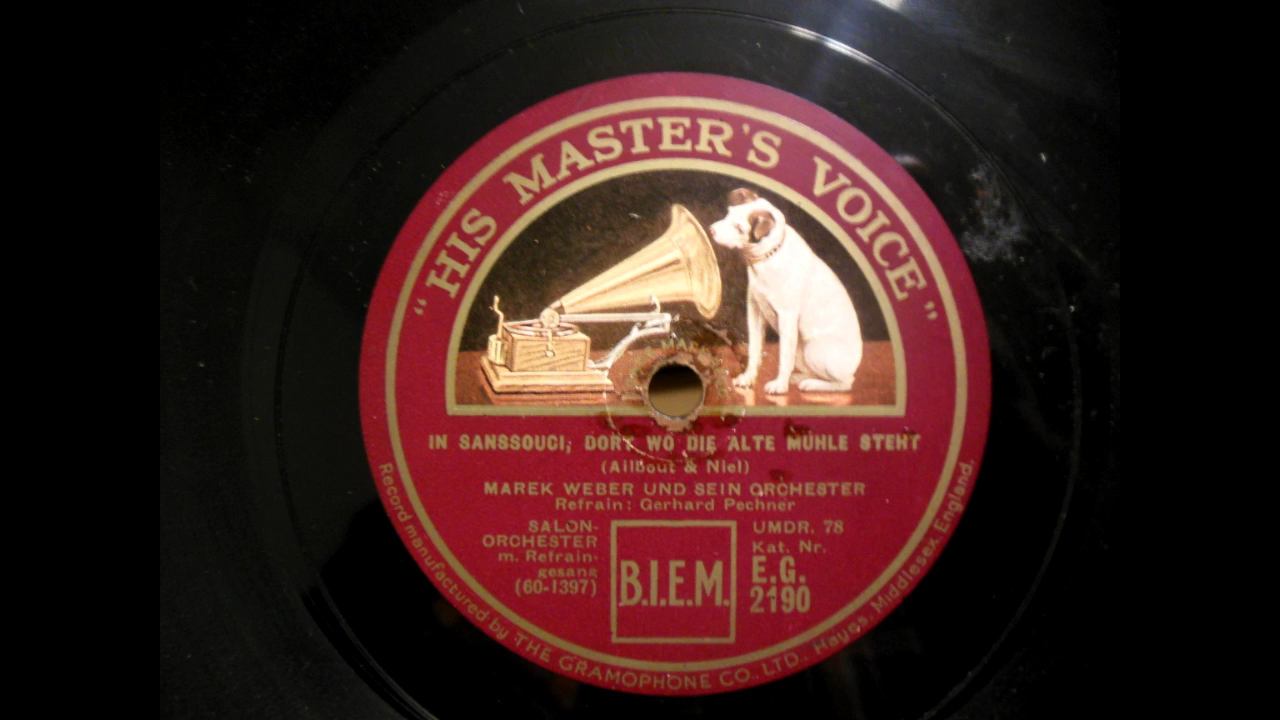 "HIS MASTER'S VOICE"
IN SANSSOUCI, DORT WO DIE ALTE MÜHLE STEHT
(Ailbout & Niel)
MAREK WEBER UND SEIN ORCHESTER
Refrain: Gerhard Pechner
SALON-
ORCHESTER
m. Refrain-
gesang
(60-1397)
B.I.E.M.
UMDR. 78
Kat. Nr.
E.G.
2190
Record manufactured by THE GRAMOPHONE CO., LTD., Hayes, Middlesex, England.